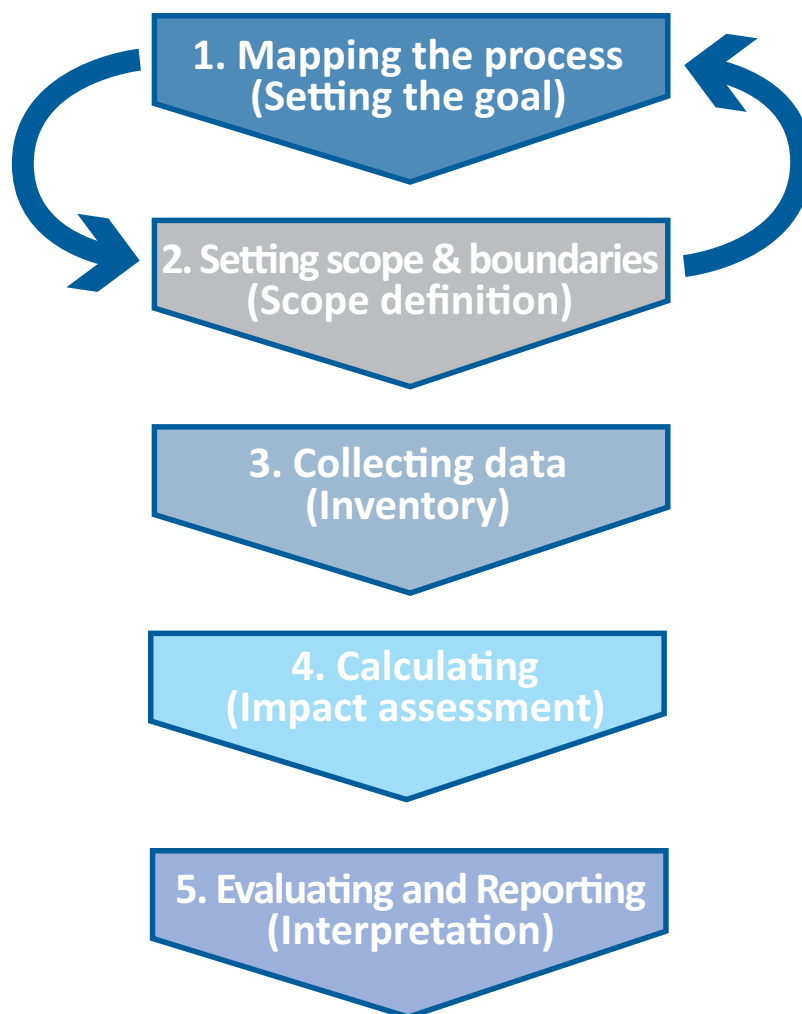 1. Mapping the process
(Setting the goal)
2. Setting scope & boundaries
(Scope definition)
3. Collecting data
(Inventory)
4. Calculating
(Impact assessment)
5. Evaluating and Reporting
(Interpretation)